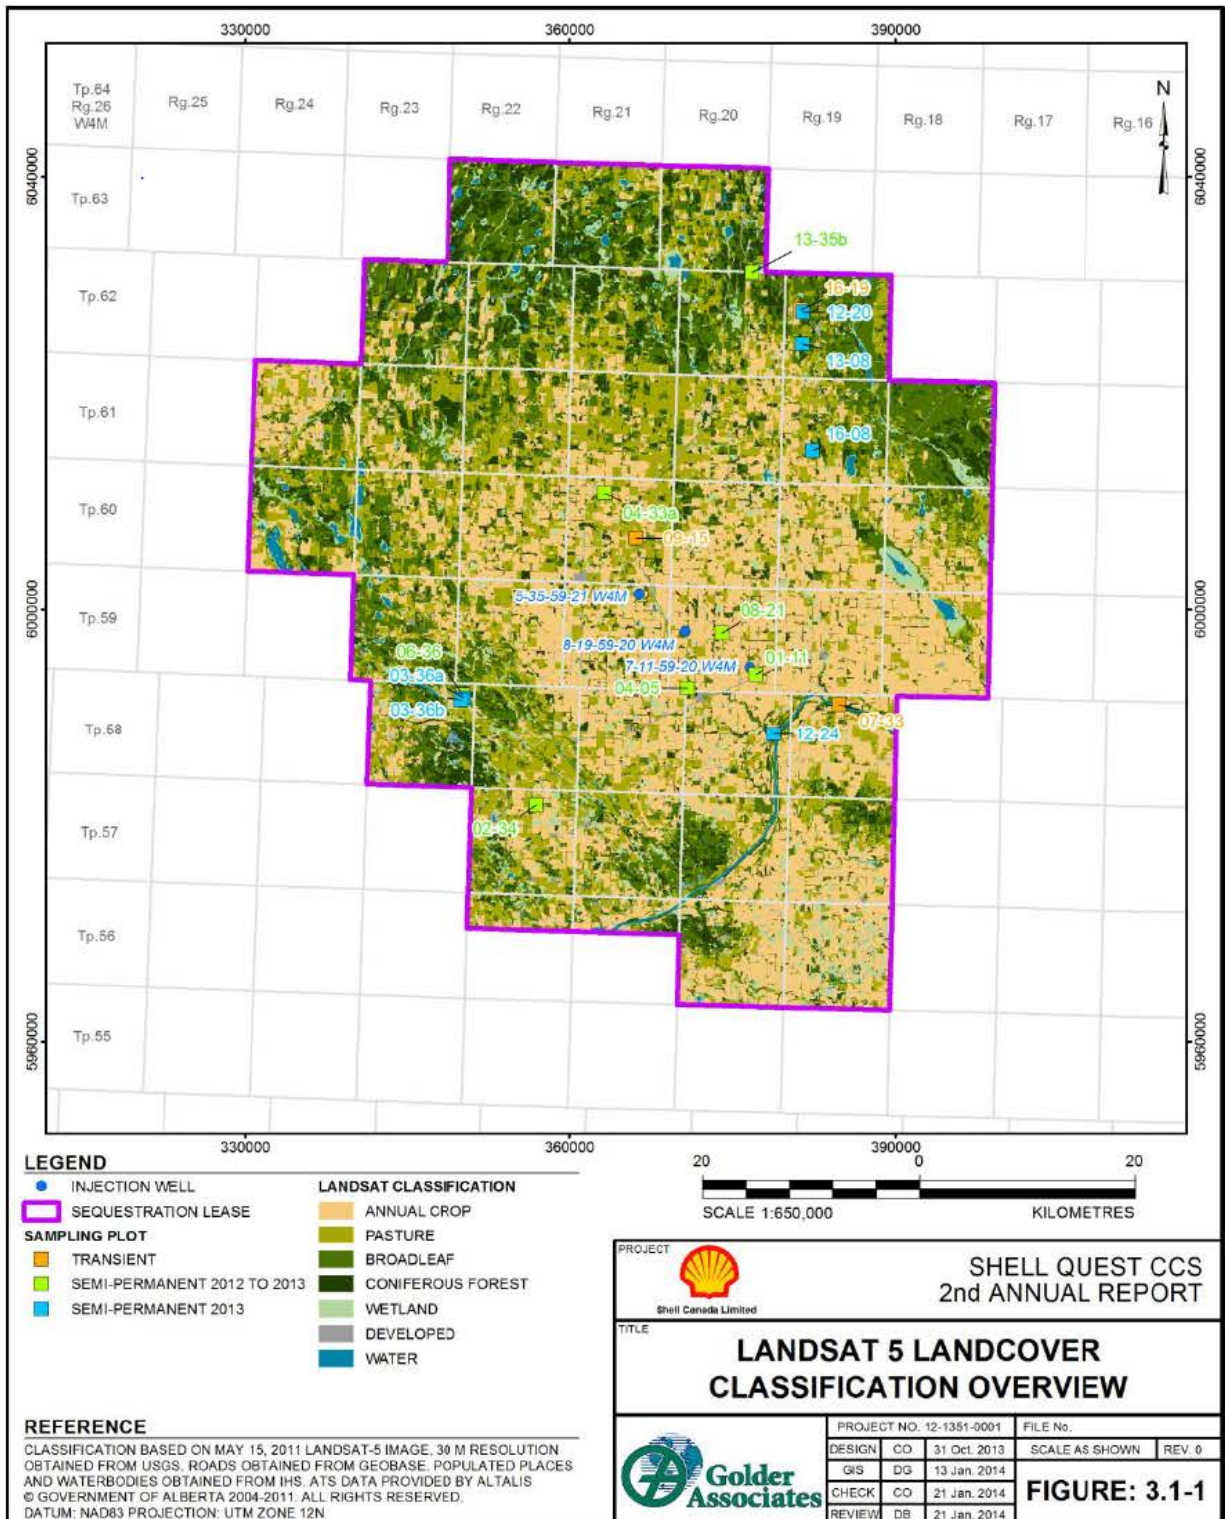 330000 360000 390000
Tp.64
Rg.26
W4M
Rg.25 Rg.24 Rg.23 Rg.22 Rg.21 Rg.20 Rg.19 Rg.18 Rg.17 Rg.16
N
6040000 6040000
Tp.63
13-35b
Tp.62
16-19
12-20
13-08
Tp.61
16-08
Tp.60
04-33a
09-15
6000000 6000000
Tp.59
5-35-59-21 W4M
08-21
8-19-59-20 W4M
7-11-59-20 W4M
01-11
06-36
03-36a
03-36b
04-05
07-33
Tp.68
12-24
Tp.57
02-34
Tp.56
Tp.55
5960000 5960000
330000 360000 390000
LEGEND
INJECTION WELL
SEQUESTRATION LEASE
SAMPLING PLOT
TRANSIENT
SEMI-PERMANENT 2012 TO 2013
SEMI-PERMANENT 2013
LANDSAT CLASSIFICATION
ANNUAL CROP
PASTURE
BROADLEAF
CONIFEROUS FOREST
WETLAND
DEVELOPED
WATER
20 0 20
SCALE 1:650,000 KILOMETRES
PROJECT
Shell Canada Limited
SHELL QUEST CCS
2nd ANNUAL REPORT
TITLE
LANDSAT 5 LANDCOVER
CLASSIFICATION OVERVIEW
REFERENCE
CLASSIFICATION BASED ON MAY 15, 2011 LANDSAT-5 IMAGE, 30 M RESOLUTION
OBTAINED FROM USGS. ROADS OBTAINED FROM GEOBASE. POPULATED PLACES
AND WATERBODIES OBTAINED FROM IHS. ATS DATA PROVIDED BY ALTALIS
© GOVERNMENT OF ALBERTA 2004-2011. ALL RIGHTS RESERVED.
DATUM: NAD83 PROJECTION: UTM ZONE 12N
Golder
Associates
PROJECT NO. 12-1351-0001 FILE No.
DESIGN CO 31 Oct. 2013 SCALE AS SHOWN REV. 0
GIS DG 13 Jan. 2014
CHECK CO 21 Jan. 2014
REVIEW DB 21 Jan. 2014
FIGURE: 3.1-1